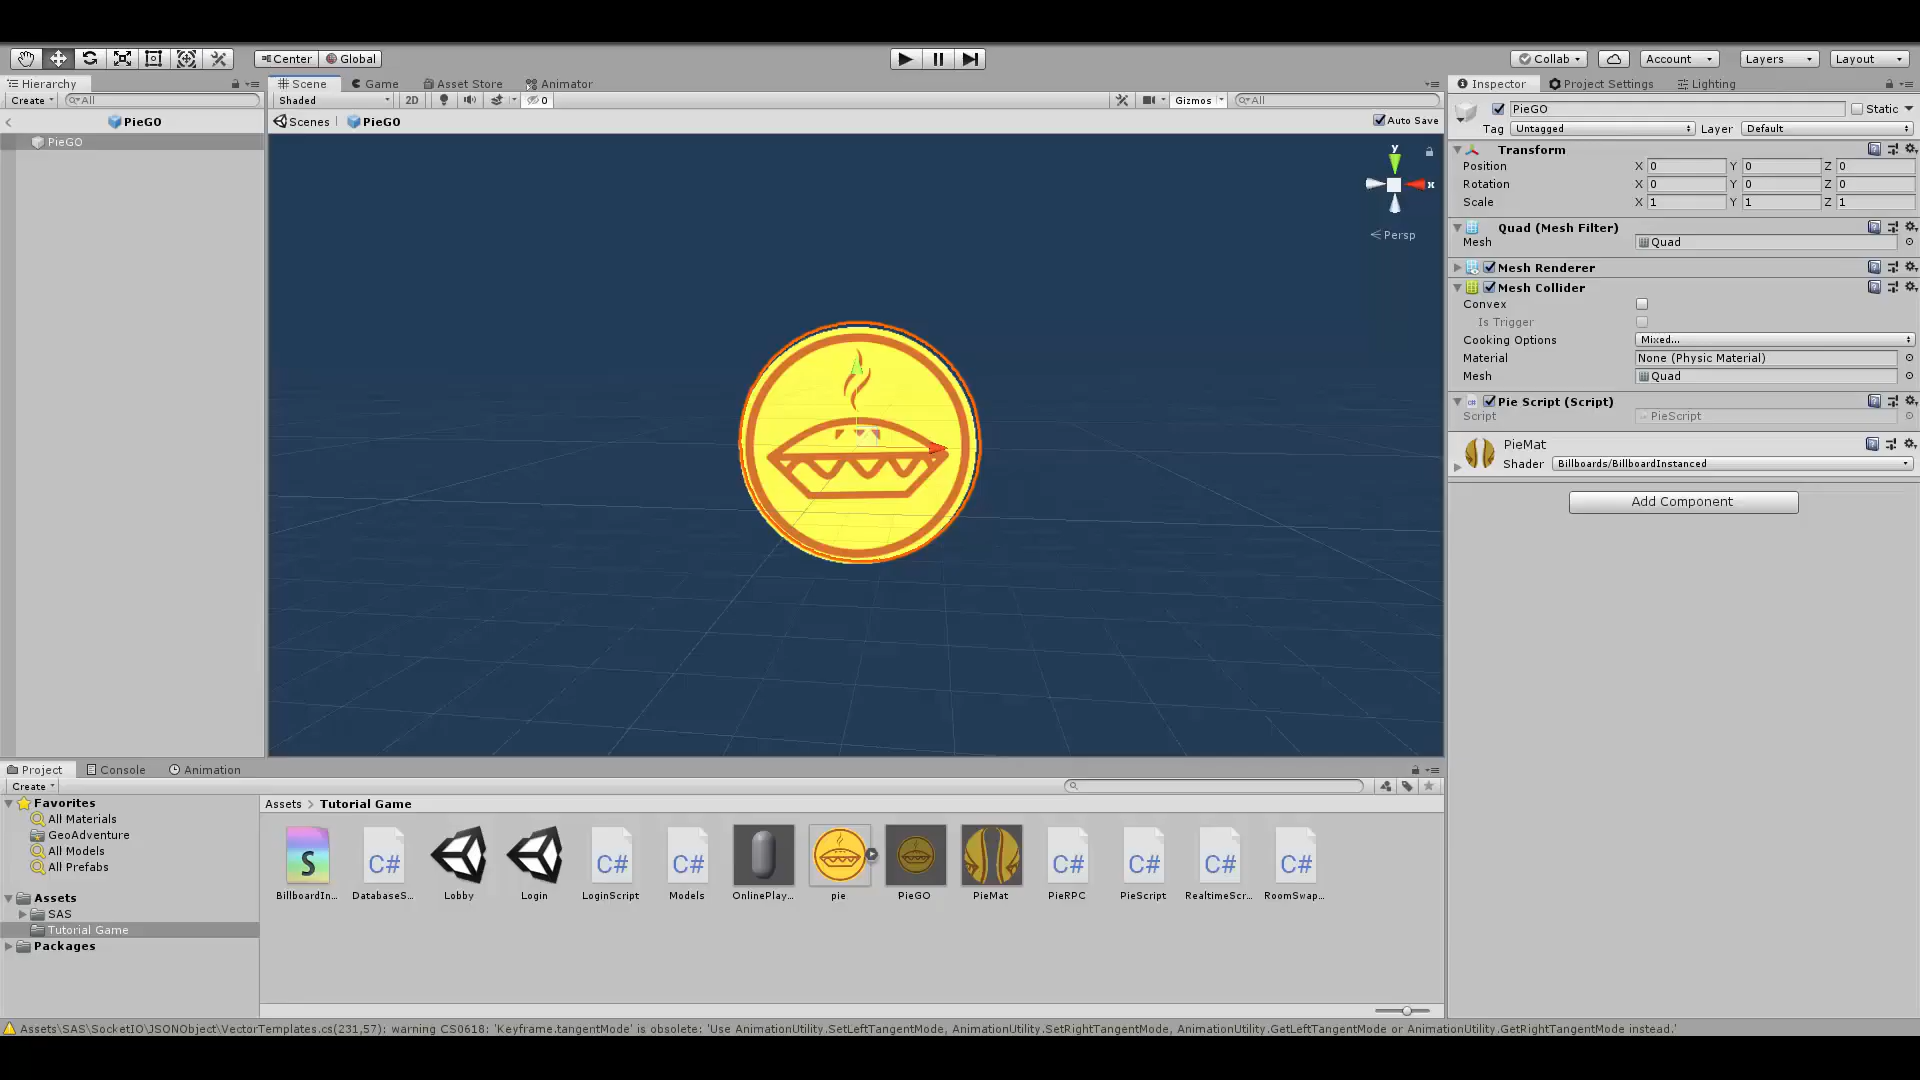 Center Global Collab Account Layers Layout
Hierarchy Scene Game Asset Store Animator Inspector Project Settings Lighting
Create All Shaded 2D 0 Gizmos All
PieGO Scenes PieGO Auto Save
PieGO
y
x
Persp
PieGO Static
Tag Untagged Layer Default
Transform
Position X 0 Y 0 Z 0
Rotation X 0 Y 0 Z 0
Scale X 1 Y 1 Z 1
Quad (Mesh Filter)
Mesh Quad
Mesh Renderer
Mesh Collider
Convex
Is Trigger
Cooking Options Mixed...
Material None (Physic Material)
Mesh Quad
Pie Script (Script)
Script PieScript
PieMat
Shader Billboards/BillboardInstanced
Add Component
Project Console Animation
Create
Favorites
All Materials
GeoAdventure
All Models
All Prefabs
Assets
SAS
Tutorial Game
Packages
Assets > Tutorial Game
S C# C# C# C# C# C# C#
BillboardIn... DatabaseS... Lobby Login LoginScript Models OnlinePlay... pie PieGO PieMat PieRPC PieScript RealtimeScr... RoomSwap...
Assets\SAS\SocketIO\JSONObject\VectorTemplates.cs(231,57): warning CS0618: 'Keyframe.tangentMode' is obsolete: 'Use AnimationUtility.SetLeftTangentMode, AnimationUtility.SetRightTangentMode, AnimationUtility.GetLeftTangentMode or AnimationUtility.GetRightTangentMode instead.'